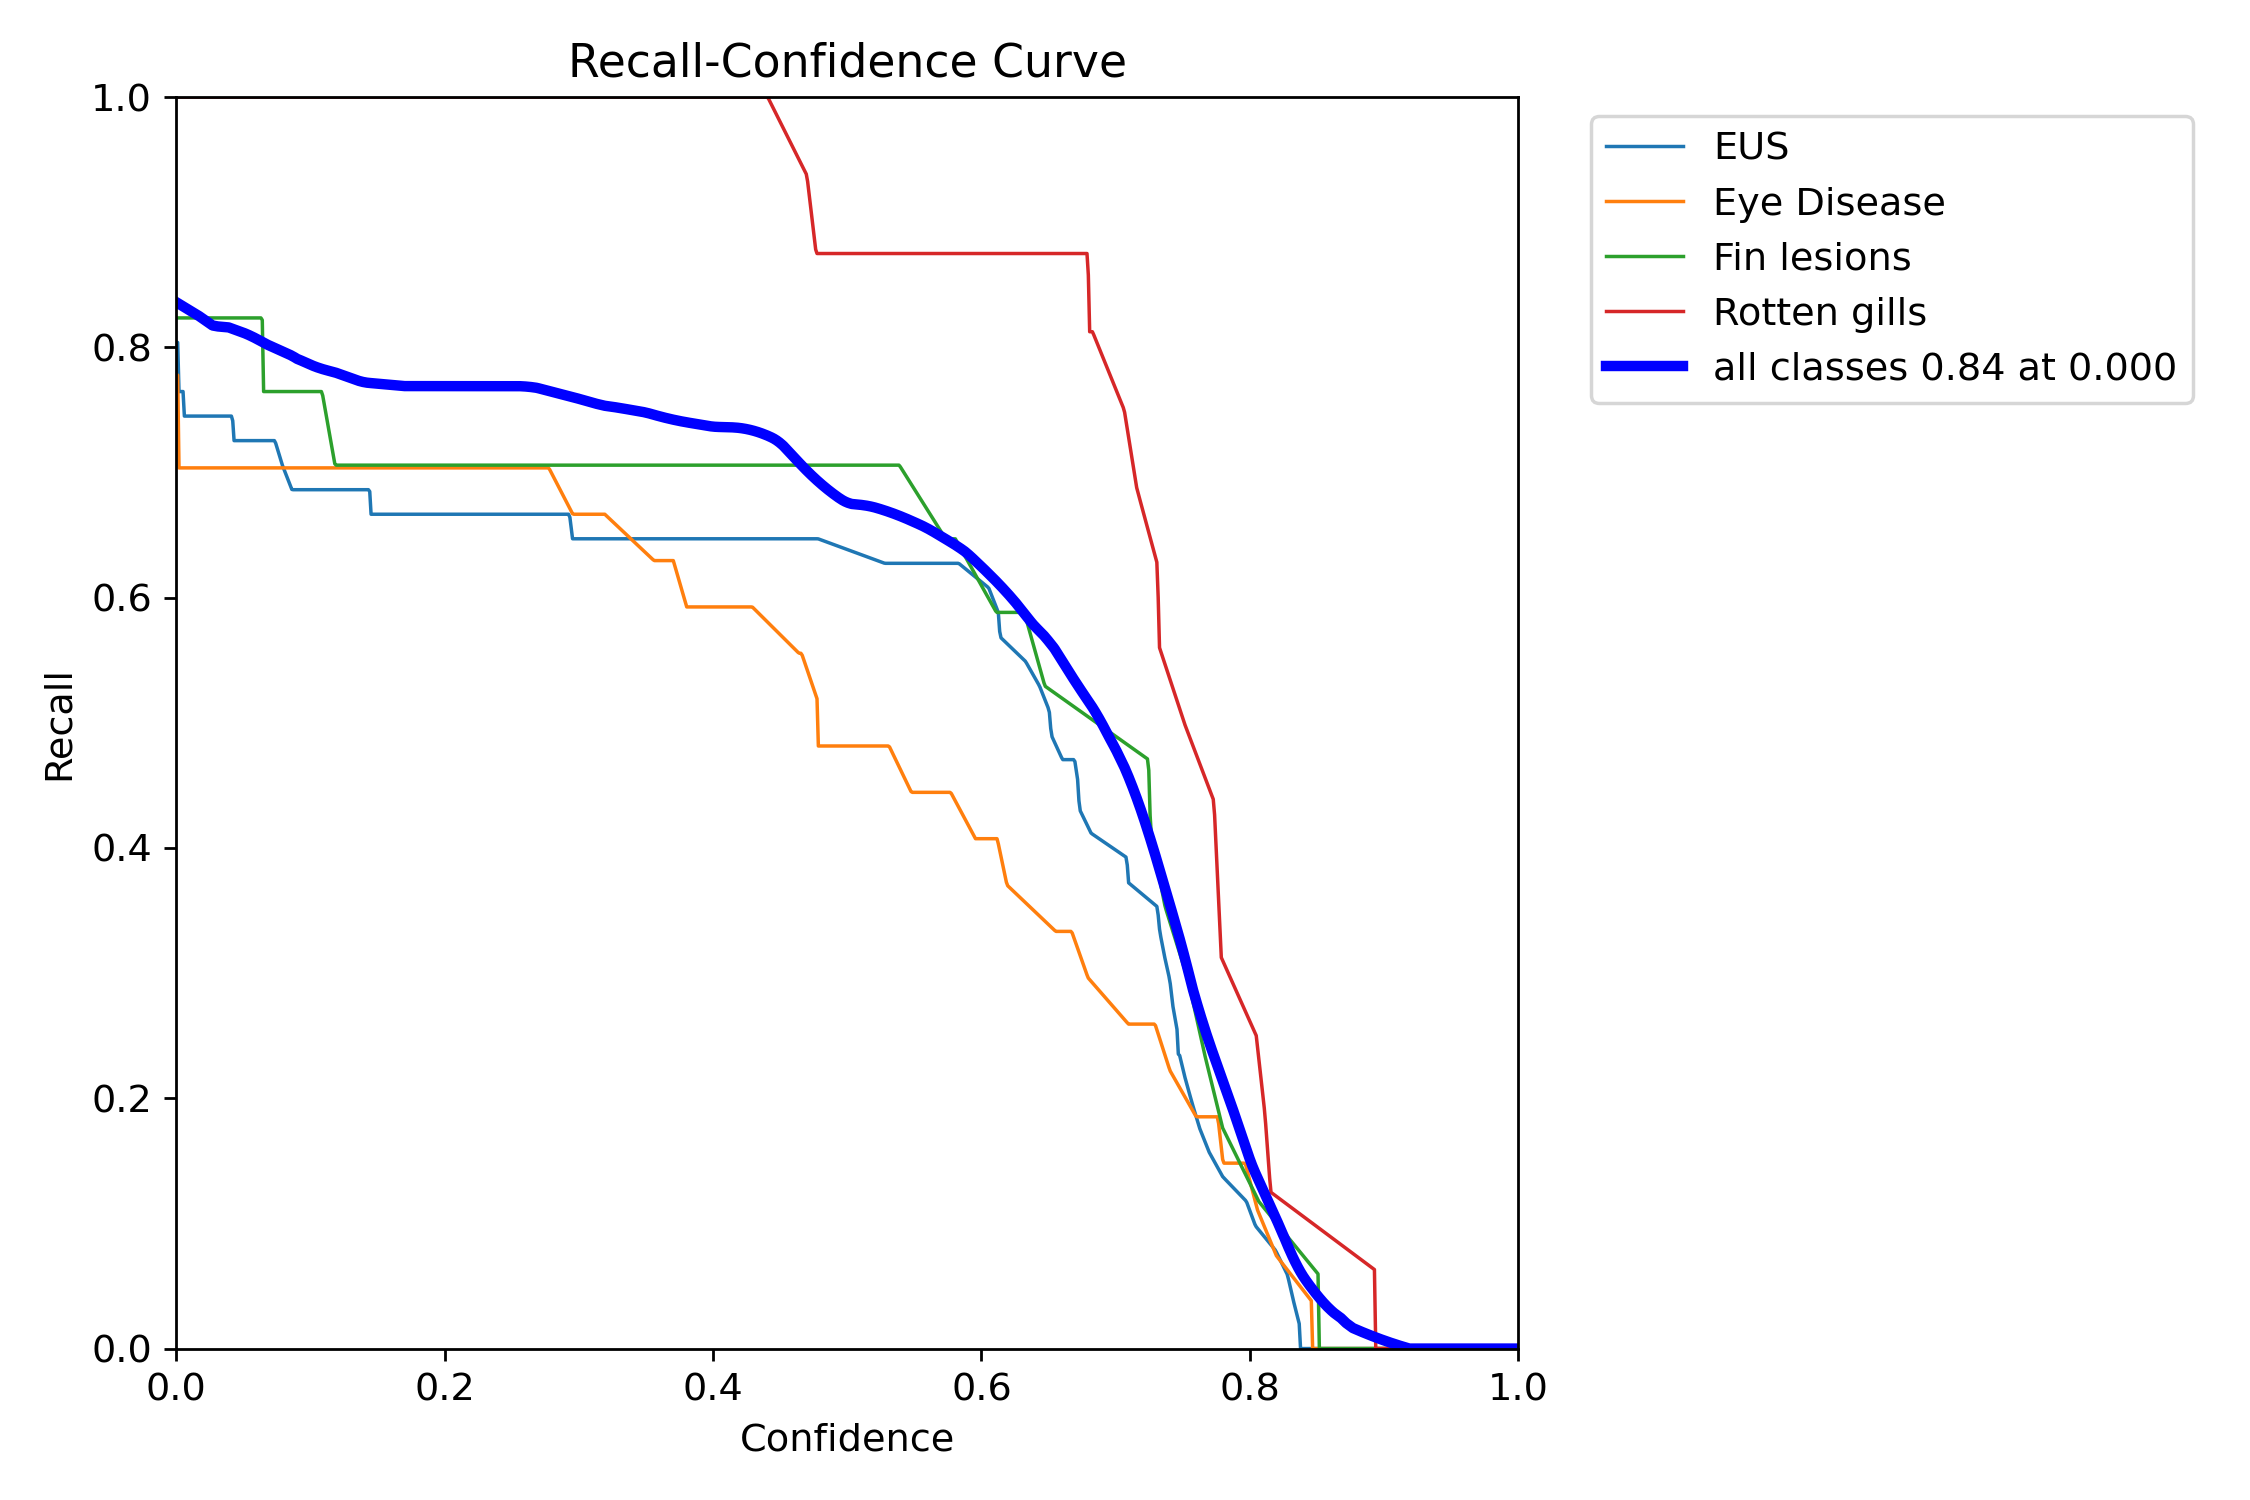 Recall-Confidence Curve
1.0
0.8
0.6
0.4
0.2
0.0
Recall
0.0 0.2 0.4 0.6 0.8 1.0
Confidence
EUS
Eye Disease
Fin lesions
Rotten gills
all classes 0.84 at 0.000